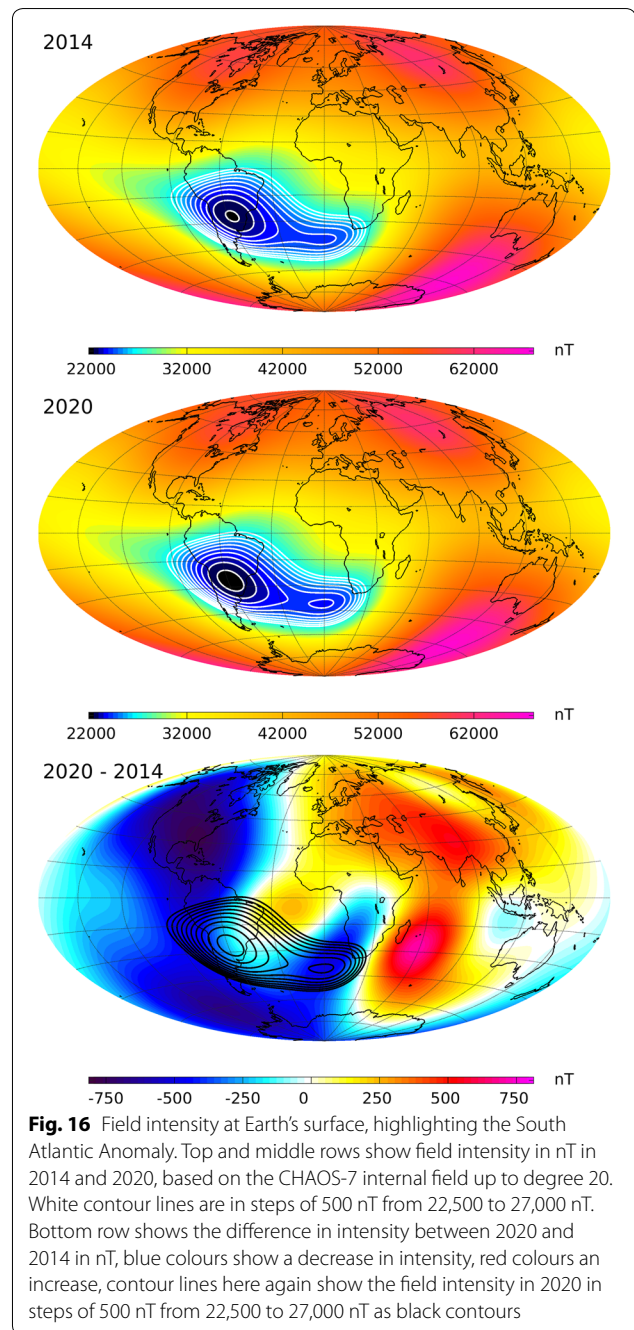 2014
nT
22000 32000 42000 52000 62000
2020
nT
22000 32000 42000 52000 62000
2020 - 2014
nT
-750 -500 -250 0 250 500 750
Fig. 16 Field intensity at Earth’s surface, highlighting the South
Atlantic Anomaly. Top and middle rows show field intensity in nT in
2014 and 2020, based on the CHAOS-7 internal field up to degree 20.
White contour lines are in steps of 500 nT from 22,500 to 27,000 nT.
Bottom row shows the difference in intensity between 2020 and
2014 in nT, blue colours show a decrease in intensity, red colours an
increase, contour lines here again show the field intensity in 2020 in
steps of 500 nT from 22,500 to 27,000 nT as black contours